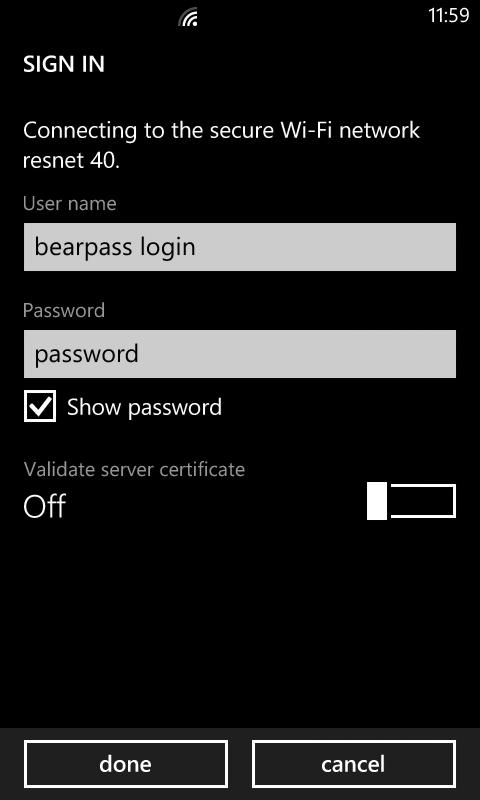 11:59
SIGN IN
Connecting to the secure Wi-Fi network
resnet 40.
User name
bearpass login
Password
password
Show password
Validate server certificate
Off
done
cancel